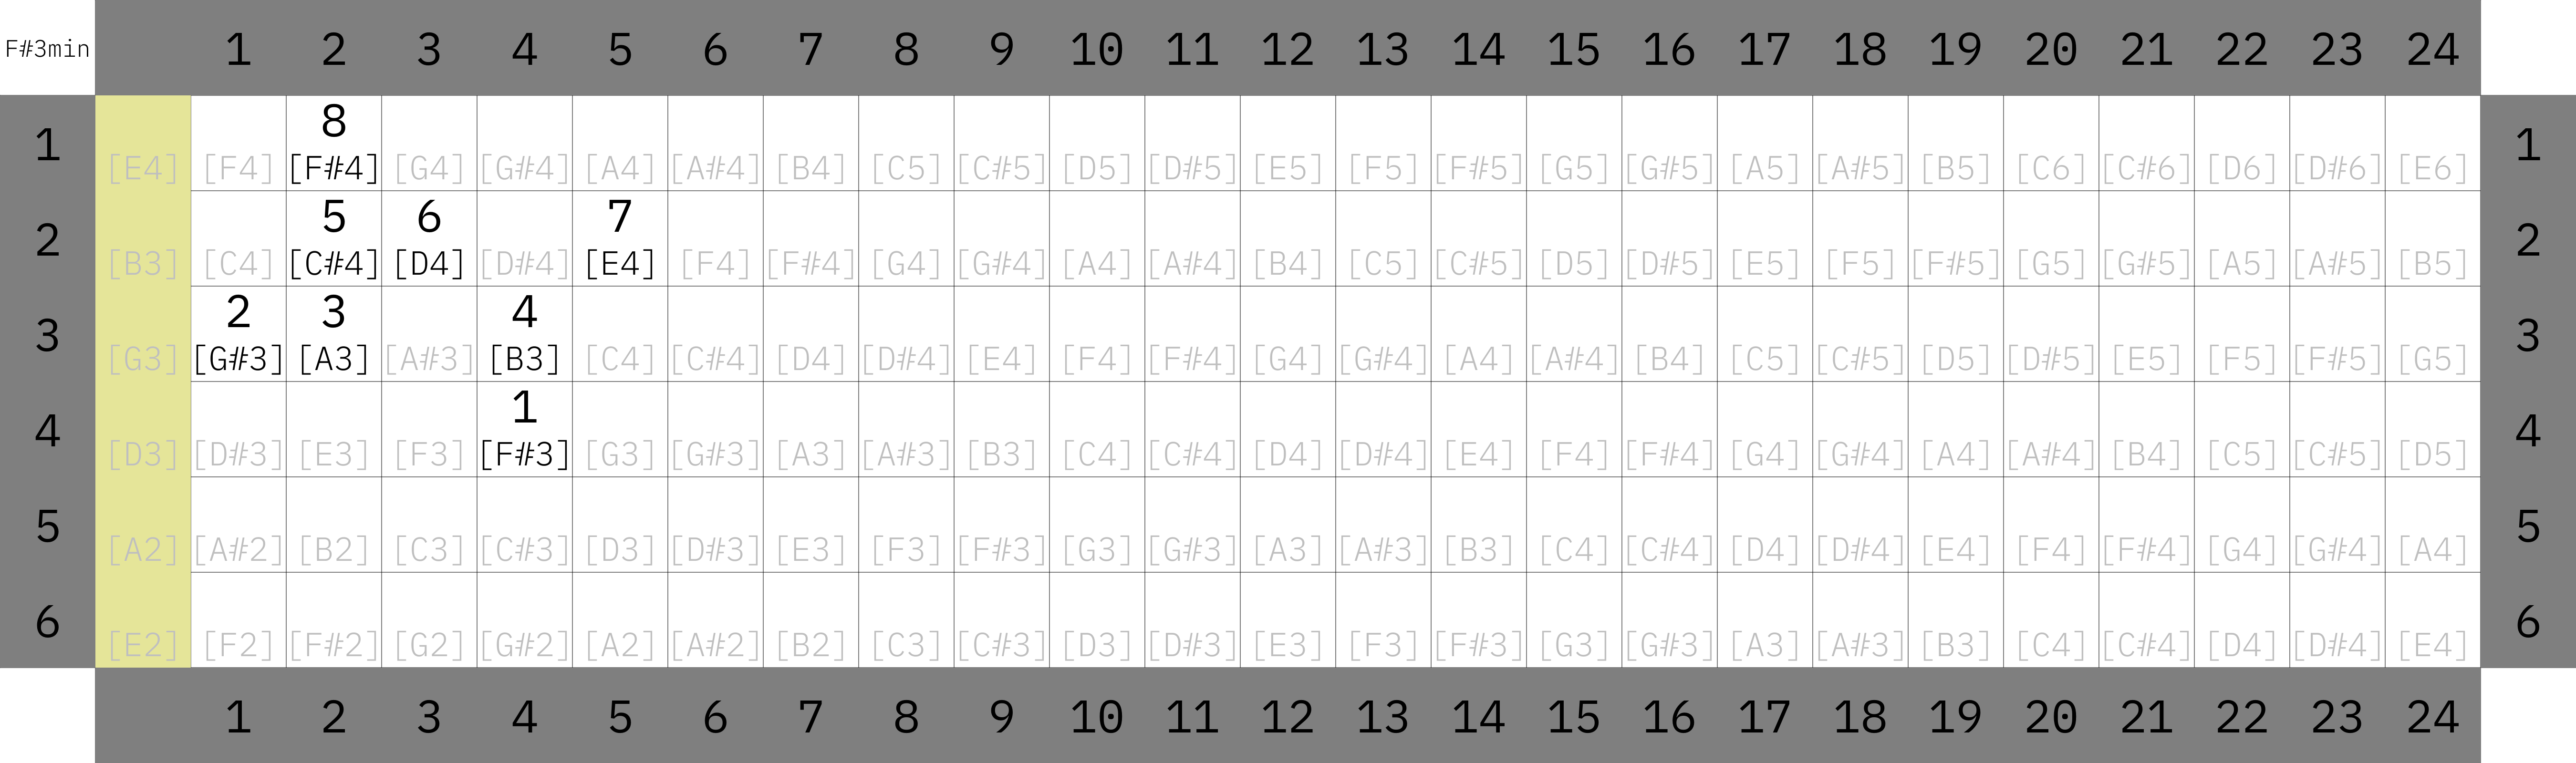 F#3min 1 2 3 4 5 6 7 8 9 10 11 12 13 14 15 16 17 18 19 20 21 22 23 24
8
1 [E4] [F4] [F#4] [G4] [G#4] [A4] [A#4] [B4] [C5] [C#5] [D5] [D#5] [E5] [F5] [F#5] [G5] [G#5] [A5] [A#5] [B5] [C6] [C#6] [D6] [D#6] [E6] 1
5 6 7
2 [B3] [C4] [C#4] [D4] [D#4] [E4] [F4] [F#4] [G4] [G#4] [A4] [A#4] [B4] [C5] [C#5] [D5] [D#5] [E5] [F5] [F#5] [G5] [G#5] [A5] [A#5] [B5] 2
2 3 4
3 [G3] [G#3] [A3] [A#3] [B3] [C4] [C#4] [D4] [D#4] [E4] [F4] [F#4] [G4] [G#4] [A4] [A#4] [B4] [C5] [C#5] [D5] [D#5] [E5] [F5] [F#5] [G5] 3
1
4 [D3] [D#3] [E3] [F3] [F#3] [G3] [G#3] [A3] [A#3] [B3] [C4] [C#4] [D4] [D#4] [E4] [F4] [F#4] [G4] [G#4] [A4] [A#4] [B4] [C5] [C#5] [D5] 4
5 [A2] [A#2] [B2] [C3] [C#3] [D3] [D#3] [E3] [F3] [F#3] [G3] [G#3] [A3] [A#3] [B3] [C4] [C#4] [D4] [D#4] [E4] [F4] [F#4] [G4] [G#4] [A4] 5
6 [E2] [F2] [F#2] [G2] [G#2] [A2] [A#2] [B2] [C3] [C#3] [D3] [D#3] [E3] [F3] [F#3] [G3] [G#3] [A3] [A#3] [B3] [C4] [C#4] [D4] [D#4] [E4] 6
1 2 3 4 5 6 7 8 9 10 11 12 13 14 15 16 17 18 19 20 21 22 23 24